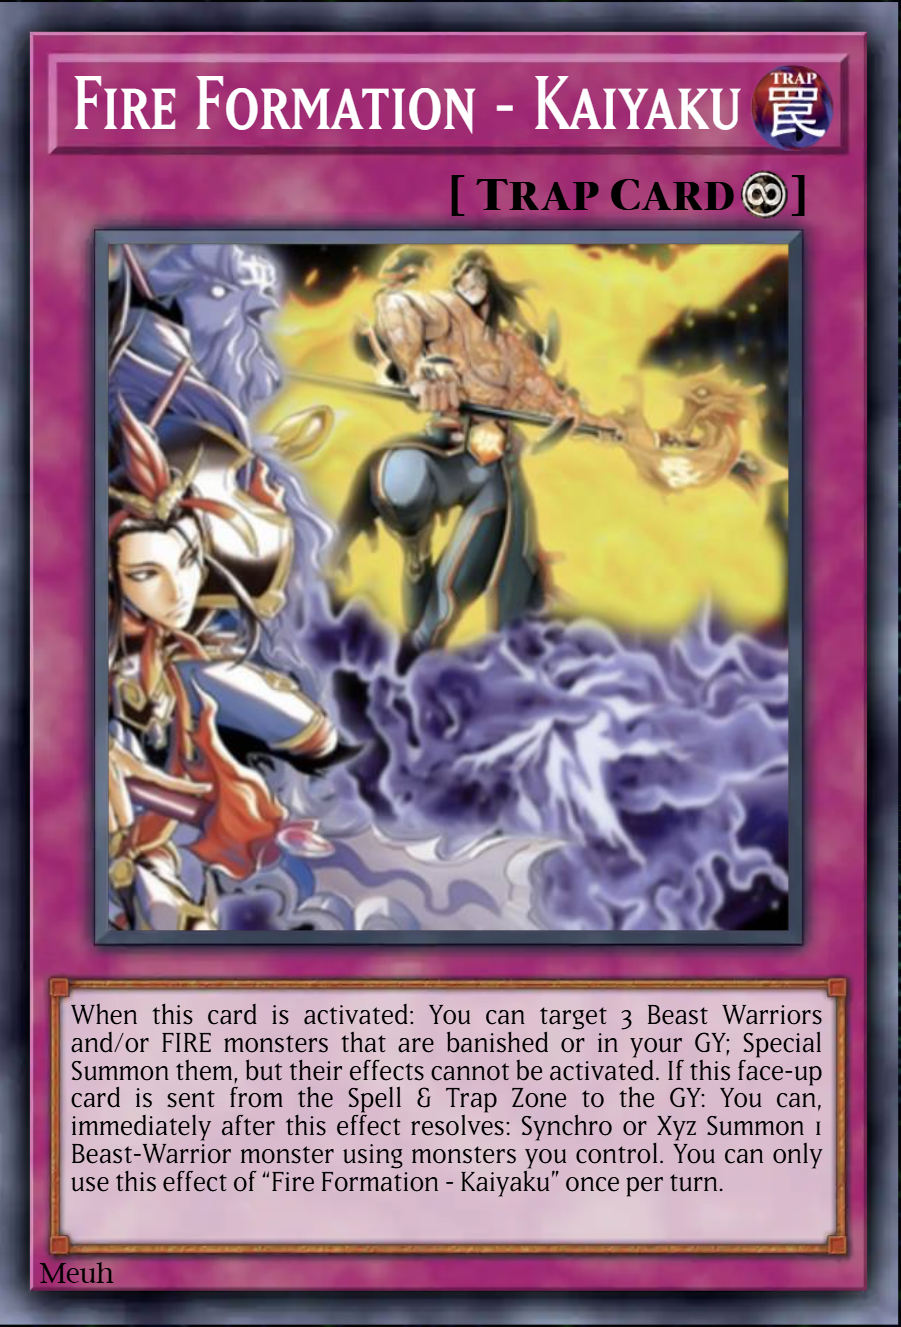 Fire Formation - Kaiyaku
TRAP
罠
[ Trap Card ]
When this card is activated: You can target 3 Beast Warriors
and/or FIRE monsters that are banished or in your GY; Special
Summon them, but their effects cannot be activated. If this face-up
card is sent from the Spell & Trap Zone to the GY: You can,
immediately after this effect resolves: Synchro or Xyz Summon 1
Beast-Warrior monster using monsters you control. You can only
use this effect of “Fire Formation - Kaiyaku” once per turn.
Meuh